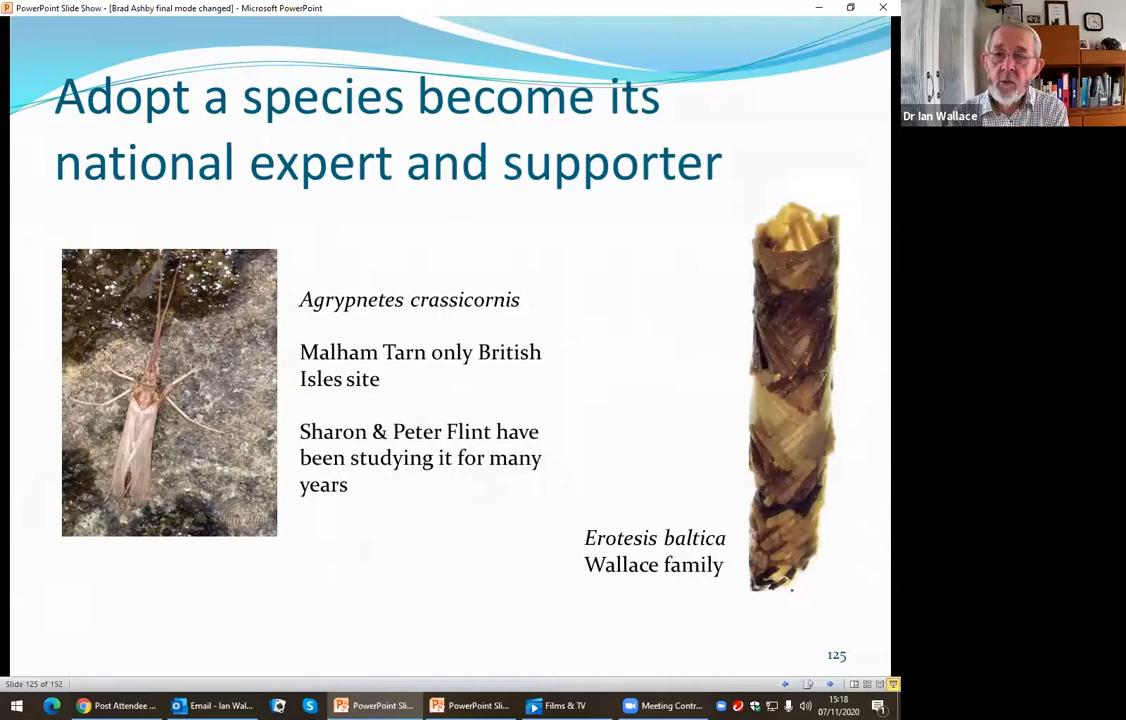 PowerPoint Slide Show - [Brad Ashby final mode changed] - Microsoft PowerPoint
Adopt a species become its
national expert and supporter
Dr Ian Wallace
Agrypnetes crassicornis
Malham Tarn only British
Isles site
Sharon & Peter Flint have
been studying it for many
years
Erotesis baltica
Wallace family
125
Slide 125 of 152
Post Attendee ...
Email - Ian Wal...
PowerPoint Sli...
PowerPoint Sli...
Films & TV
Meeting Contr...
15:18
07/11/2020